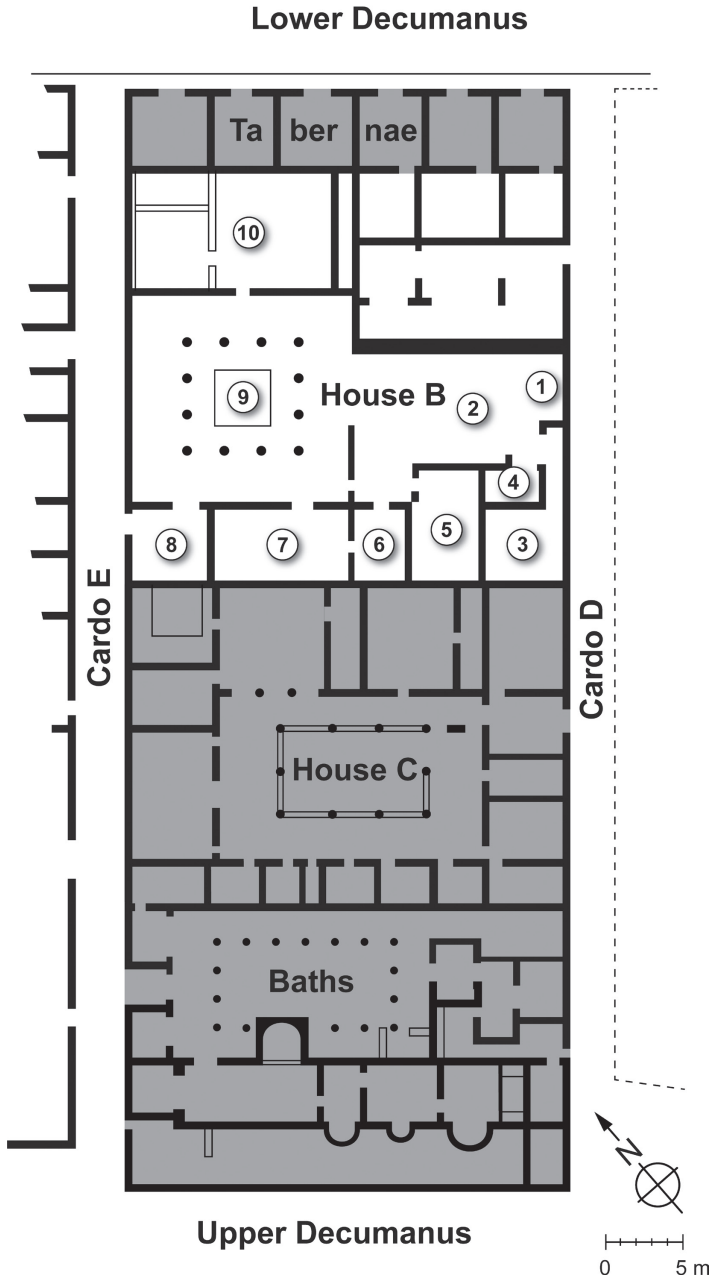 Lower Decumanus
Ta ber nae
10
1
House B
2
9
4
5
8
7
6
3
Cardo E
Cardo D
House C
Baths
N
Upper Decumanus
0 5 m